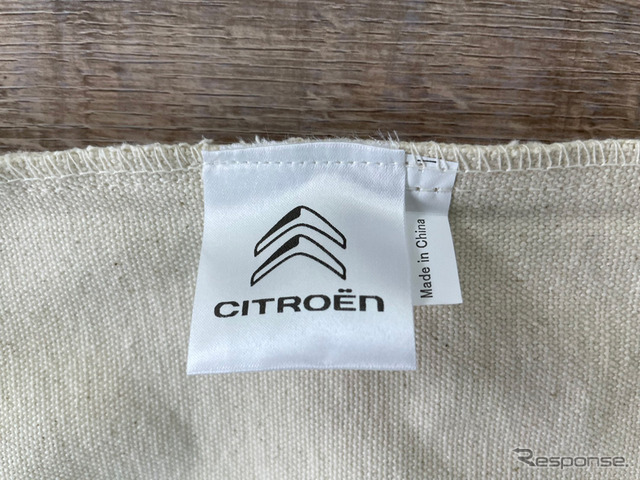 CITROËn
Made in China
Response.